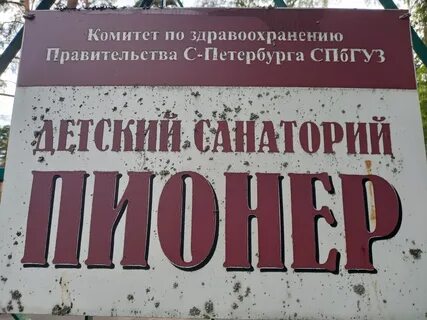 Комитет по здравоохранению
Правительства С-Петербурга СПбГУЗ
ДЕТСКИЙ САНАТОРИЙ
ПИОНЕР